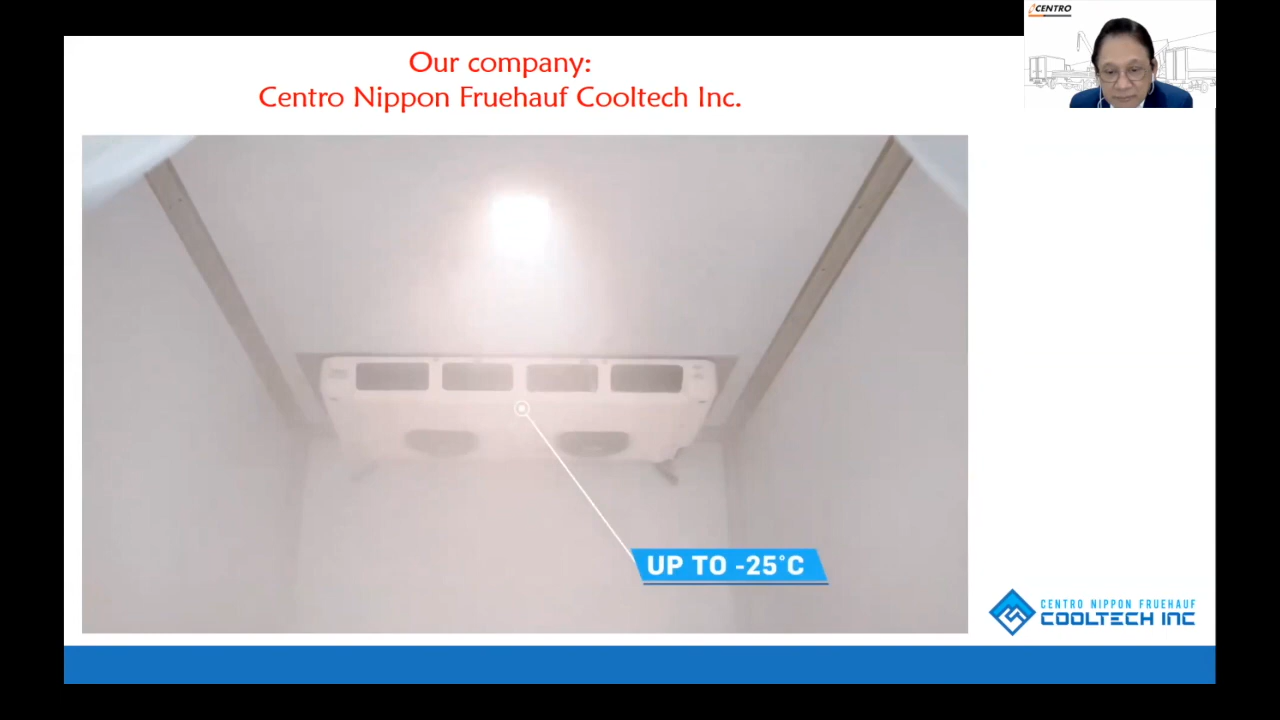 Our company:
Centro Nippon Fruehauf Cooltech Inc.
CENTRO
UP TO -25°C
CENTRO NIPPON FRUEHAUF
COOLTECH INC